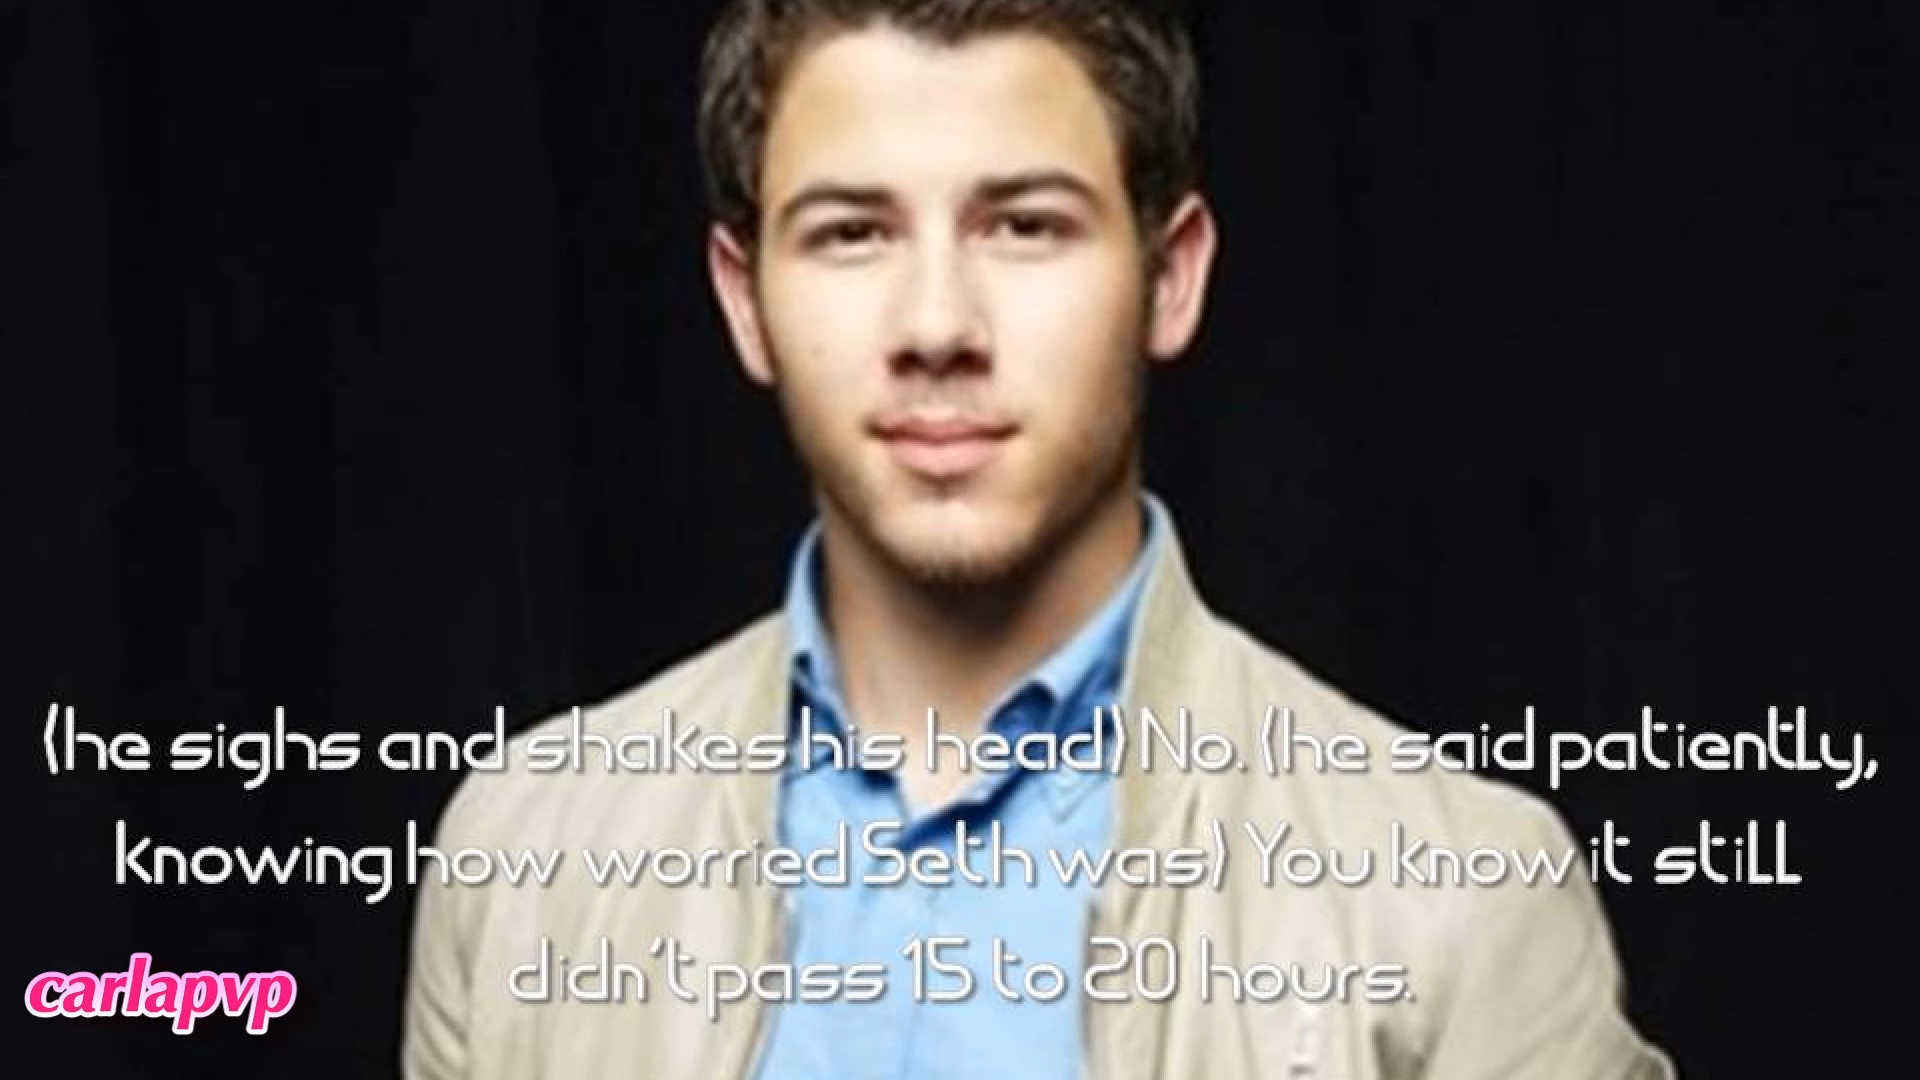 (he sighs and shakes his head) No. (he said patiently,
knowing how worried Seth was) You know it still
didn't pass 15 to 20 hours.
carlapvp